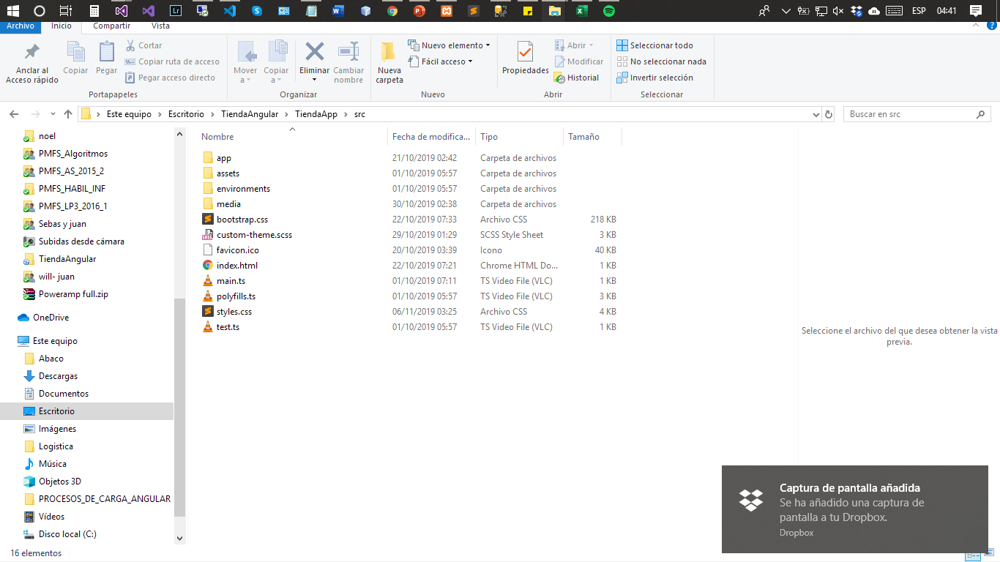 ESP 04:41
Archivo Inicio Compartir Vista
Anclar al Acceso rápido
Copiar
Pegar
Cortar
Copiar ruta de acceso
Pegar acceso directo
Portapapeles
Mover a
Copiar a
Eliminar
Cambiar nombre
Organizar
Nueva carpeta
Nuevo elemento
Fácil acceso
Nuevo
Propiedades
Abrir
Modificar
Historial
Abrir
Seleccionar todo
No seleccionar nada
Invertir selección
Seleccionar
Este equipo Escritorio TiendaAngular TiendaApp src
Buscar en src
noel
PMFS_Algoritmos
PMFS_AS_2015_2
PMFS_HABIL_INF
PMFS_LP3_2016_1
Sebas y juan
Subidas desde cámara
TiendaAngular
will- juan
Poweramp full.zip
OneDrive
Este equipo
Abaco
Descargas
Documentos
Escritorio
Imágenes
Logistica
Música
Objetos 3D
PROCESOS_DE_CARGA_ANGULAR
Vídeos
Disco local (C:)
Nombre Fecha de modifica... Tipo Tamaño
app 21/10/2019 02:42 Carpeta de archivos
assets 01/10/2019 05:57 Carpeta de archivos
environments 01/10/2019 05:57 Carpeta de archivos
media 30/10/2019 02:38 Carpeta de archivos
bootstrap.css 22/10/2019 07:33 Archivo CSS 218 KB
custom-theme.scss 29/10/2019 01:29 SCSS Style Sheet 3 KB
favicon.ico 20/10/2019 03:39 Icono 40 KB
index.html 22/10/2019 07:21 Chrome HTML Do... 1 KB
main.ts 01/10/2019 07:11 TS Video File (VLC) 1 KB
polyfills.ts 01/10/2019 05:57 TS Video File (VLC) 3 KB
styles.css 06/11/2019 03:25 Archivo CSS 4 KB
test.ts 01/10/2019 05:57 TS Video File (VLC) 1 KB
Seleccione el archivo del que desea obtener la vista
previa.
Captura de pantalla añadida
Se ha añadido una captura de
pantalla a tu Dropbox.
Dropbox
16 elementos